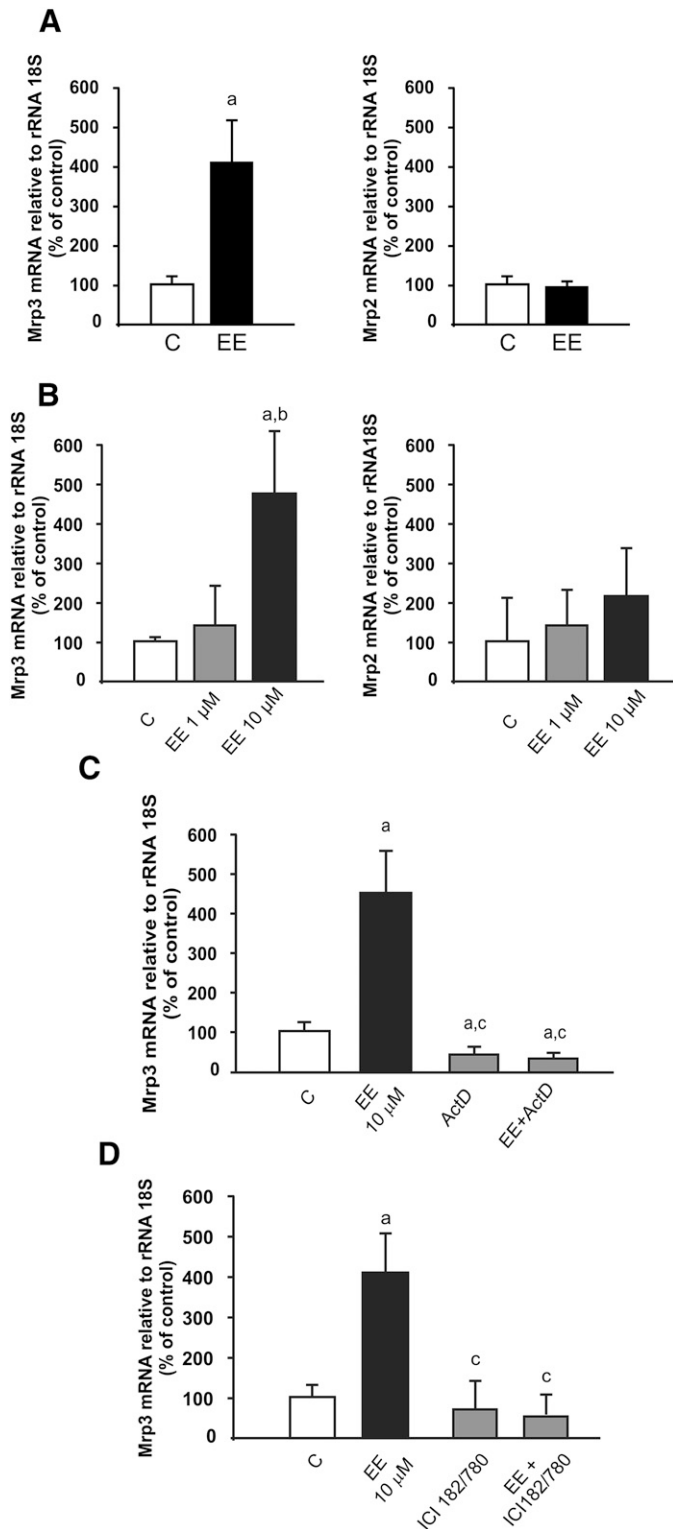 A
Mrp3 mRNA relative to rRNA 18S
(% of control)
600
500
400
300
200
100
0
a
C EE
Mrp2 mRNA relative to rRNA 18S
(% of control)
600
500
400
300
200
100
0
C EE
B
Mrp3 mRNA relative to rRNA 18S
(% of control)
600
500
400
300
200
100
0
a,b
C
EE 1 µM
EE 10 µM
Mrp2 mRNA relative to rRNA18S
(% of control)
600
500
400
300
200
100
0
C
EE 1 µM
EE 10 µM
C
Mrp3 mRNA relative to rRNA 18S
(% of control)
600
500
400
300
200
100
0
a
a,c
a,c
C
EE
10 µM
ActD
EE+ActD
D
Mrp3 mRNA relative to rRNA 18S
(% of control)
600
500
400
300
200
100
0
a
c
c
C
EE
10 µM
ICI 182/780
EE +
ICI182/780